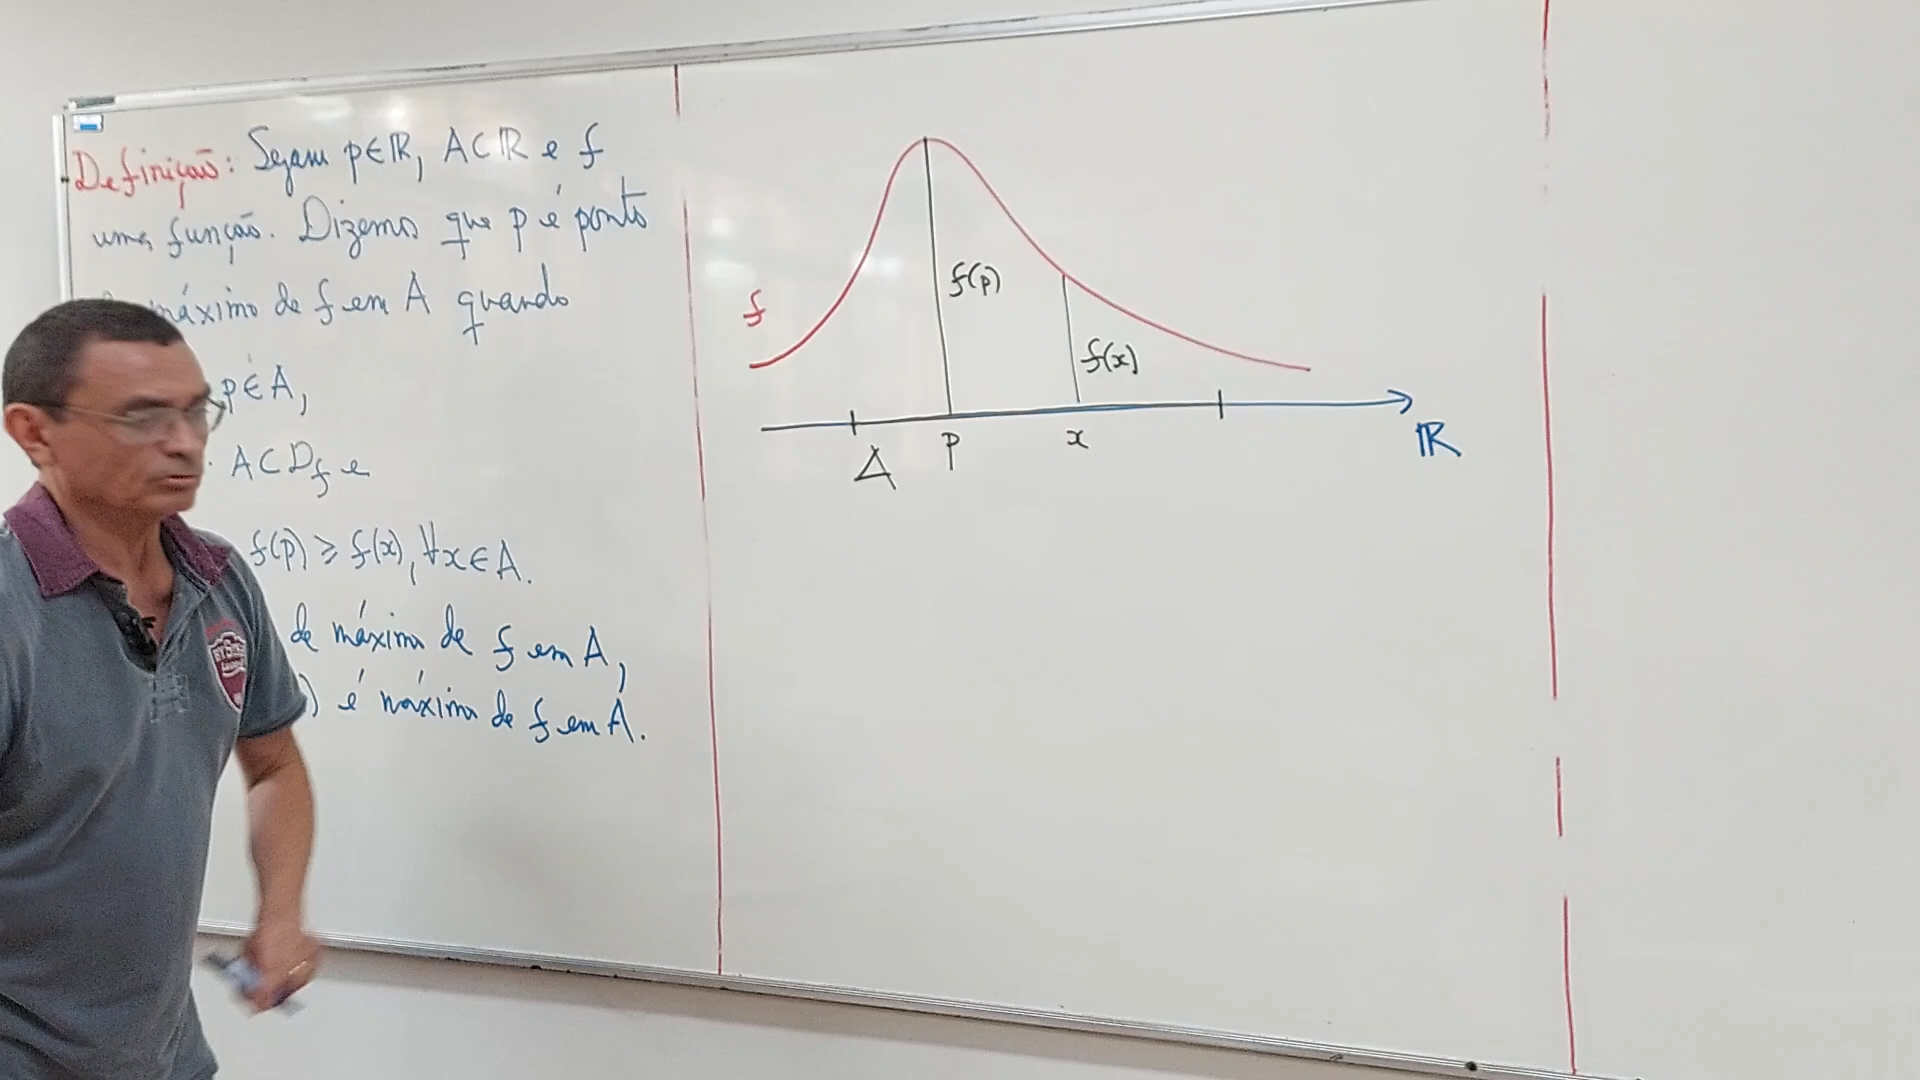 Definição: Sejam p∈ℝ, A⊂ℝ e f
uma função. Dizemos que p é ponto
máximo de f em A quando
p∈A,
· A⊂D_f e
f(p) ≥ f(x), ∀x∈A.
de máximo de f em A,
) é máximo de f em A.
f
f(p)
f(x)
A
p
x
ℝ